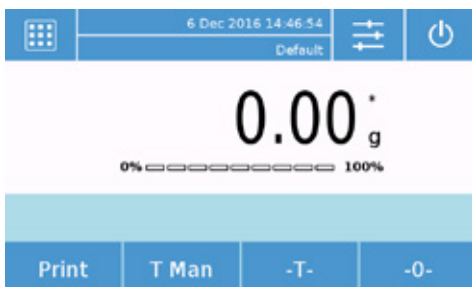 6 Dec 2016 14:46:54
Default
0.00 * g
0% 100%
Print T Man -T- -0-